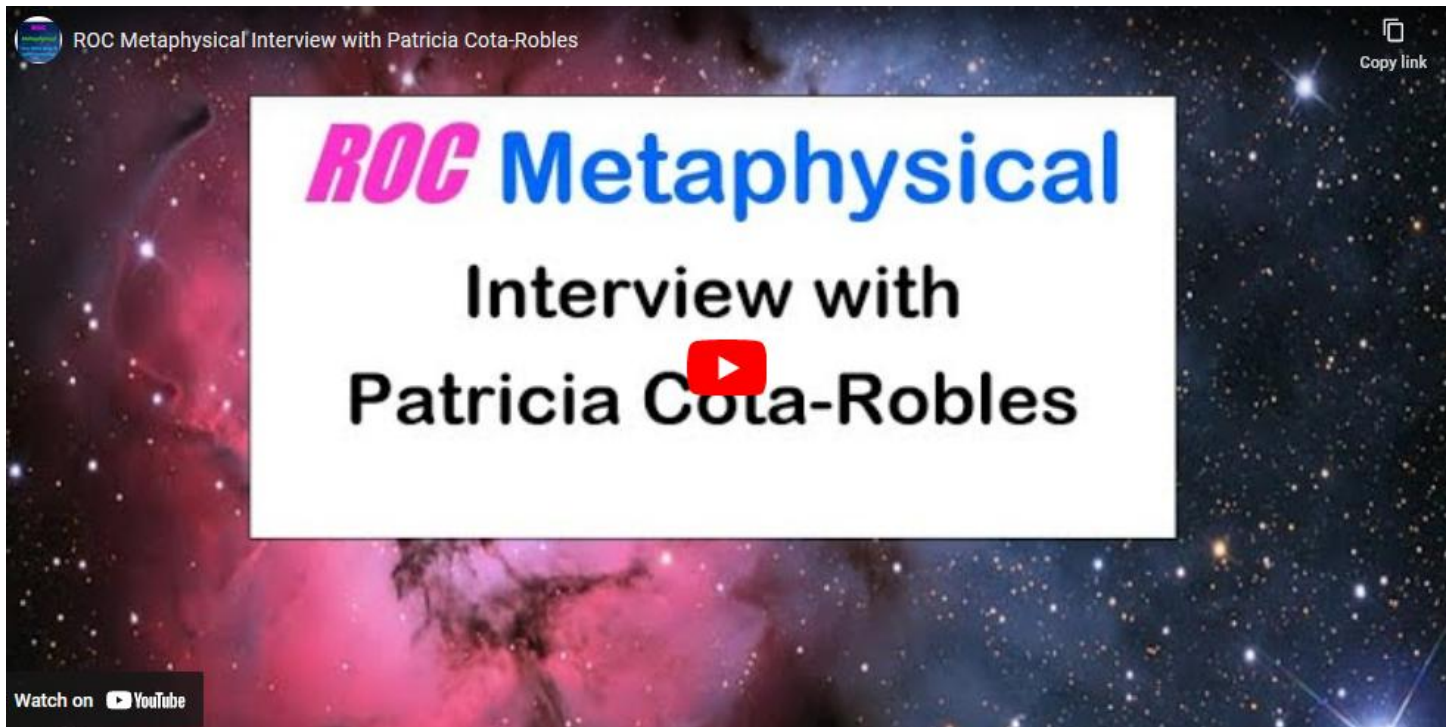 ROC Metaphysical Interview with Patricia Cota-Robles
Copy link
ROC Metaphysical
Interview with
Patricia Cota-Robles
Watch on YouTube